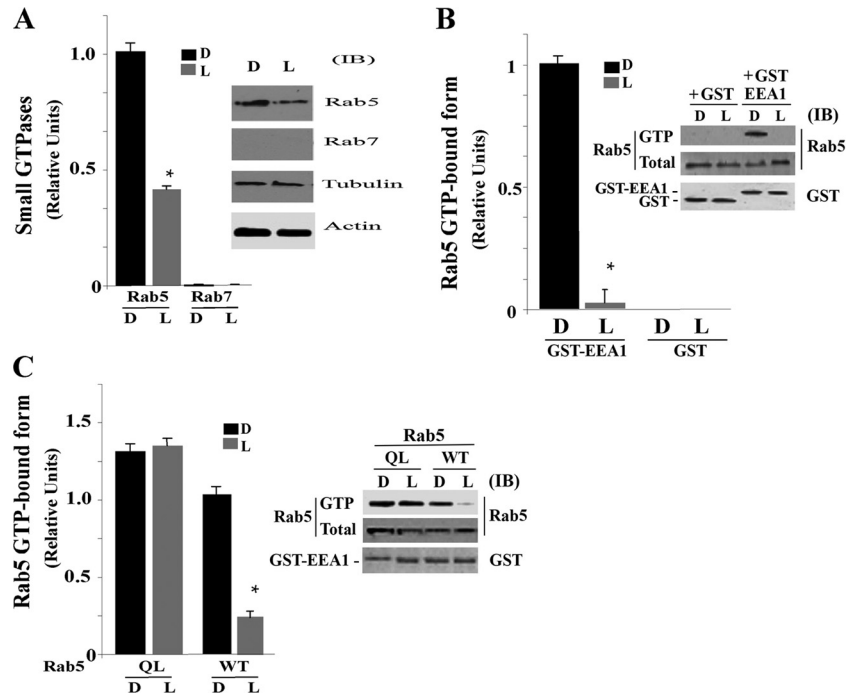 A
Small GTPases
(Relative Units)
1.0
0.5
0
D
L
*
Rab5 Rab7
D L D L
D L (IB)
Rab5
Rab7
Tubulin
Actin
B
Rab5 GTP-bound form
(Relative Units)
1
0.5
0
D
L
*
D L D L
GST-EEA1 GST
+GST +GST EEA1
D L D L (IB)
Rab5 GTP Rab5
Total
GST-EEA1 - GST
GST -
C
Rab5 GTP-bound form
(Relative Units)
1.5
1.0
0.5
0
D
L
*
Rab5 QL WT
D L D L
Rab5
QL WT
D L D L (IB)
Rab5 GTP Rab5
Total
GST-EEA1 - GST